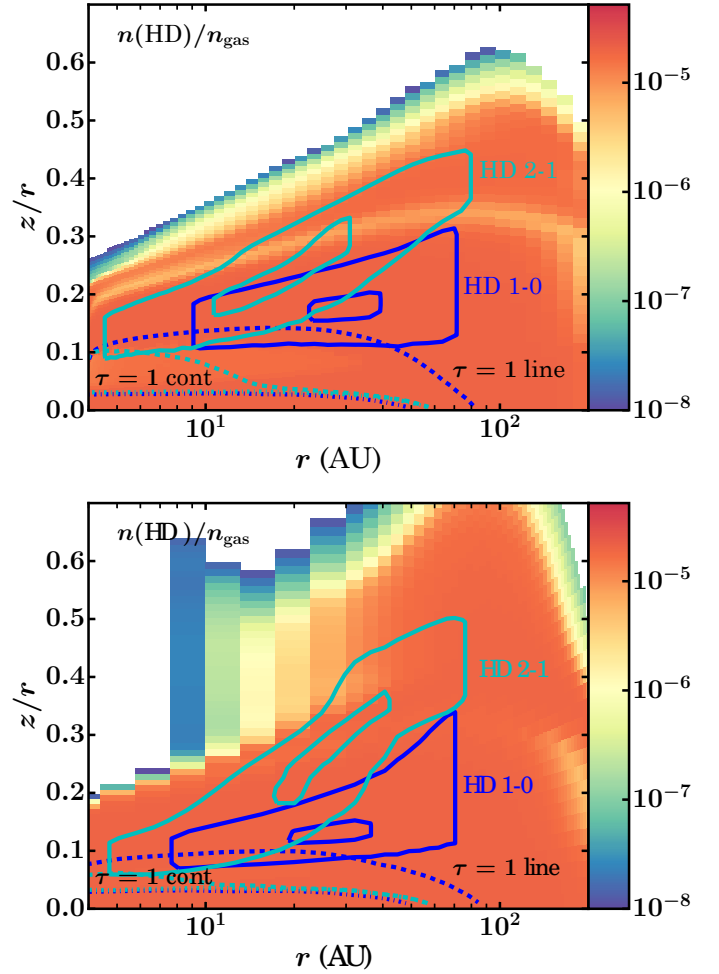 n(HD)/n_gas
z/r
0.6
0.5
0.4
0.3
0.2
0.1
0.0
HD 2-1
HD 1-0
τ = 1 cont
τ = 1 line
10^1
10^2
r (AU)
10^-5
10^-6
10^-7
10^-8
n(HD)/n_gas
z/r
0.6
0.5
0.4
0.3
0.2
0.1
0.0
HD 2-1
HD 1-0
τ = 1 cont
τ = 1 line
10^1
10^2
r (AU)
10^-5
10^-6
10^-7
10^-8